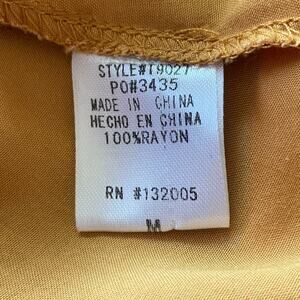 STYLE#T9027
PO#3435
MADE IN CHINA
HECHO EN CHINA
100%RAYON
RN #132005
M